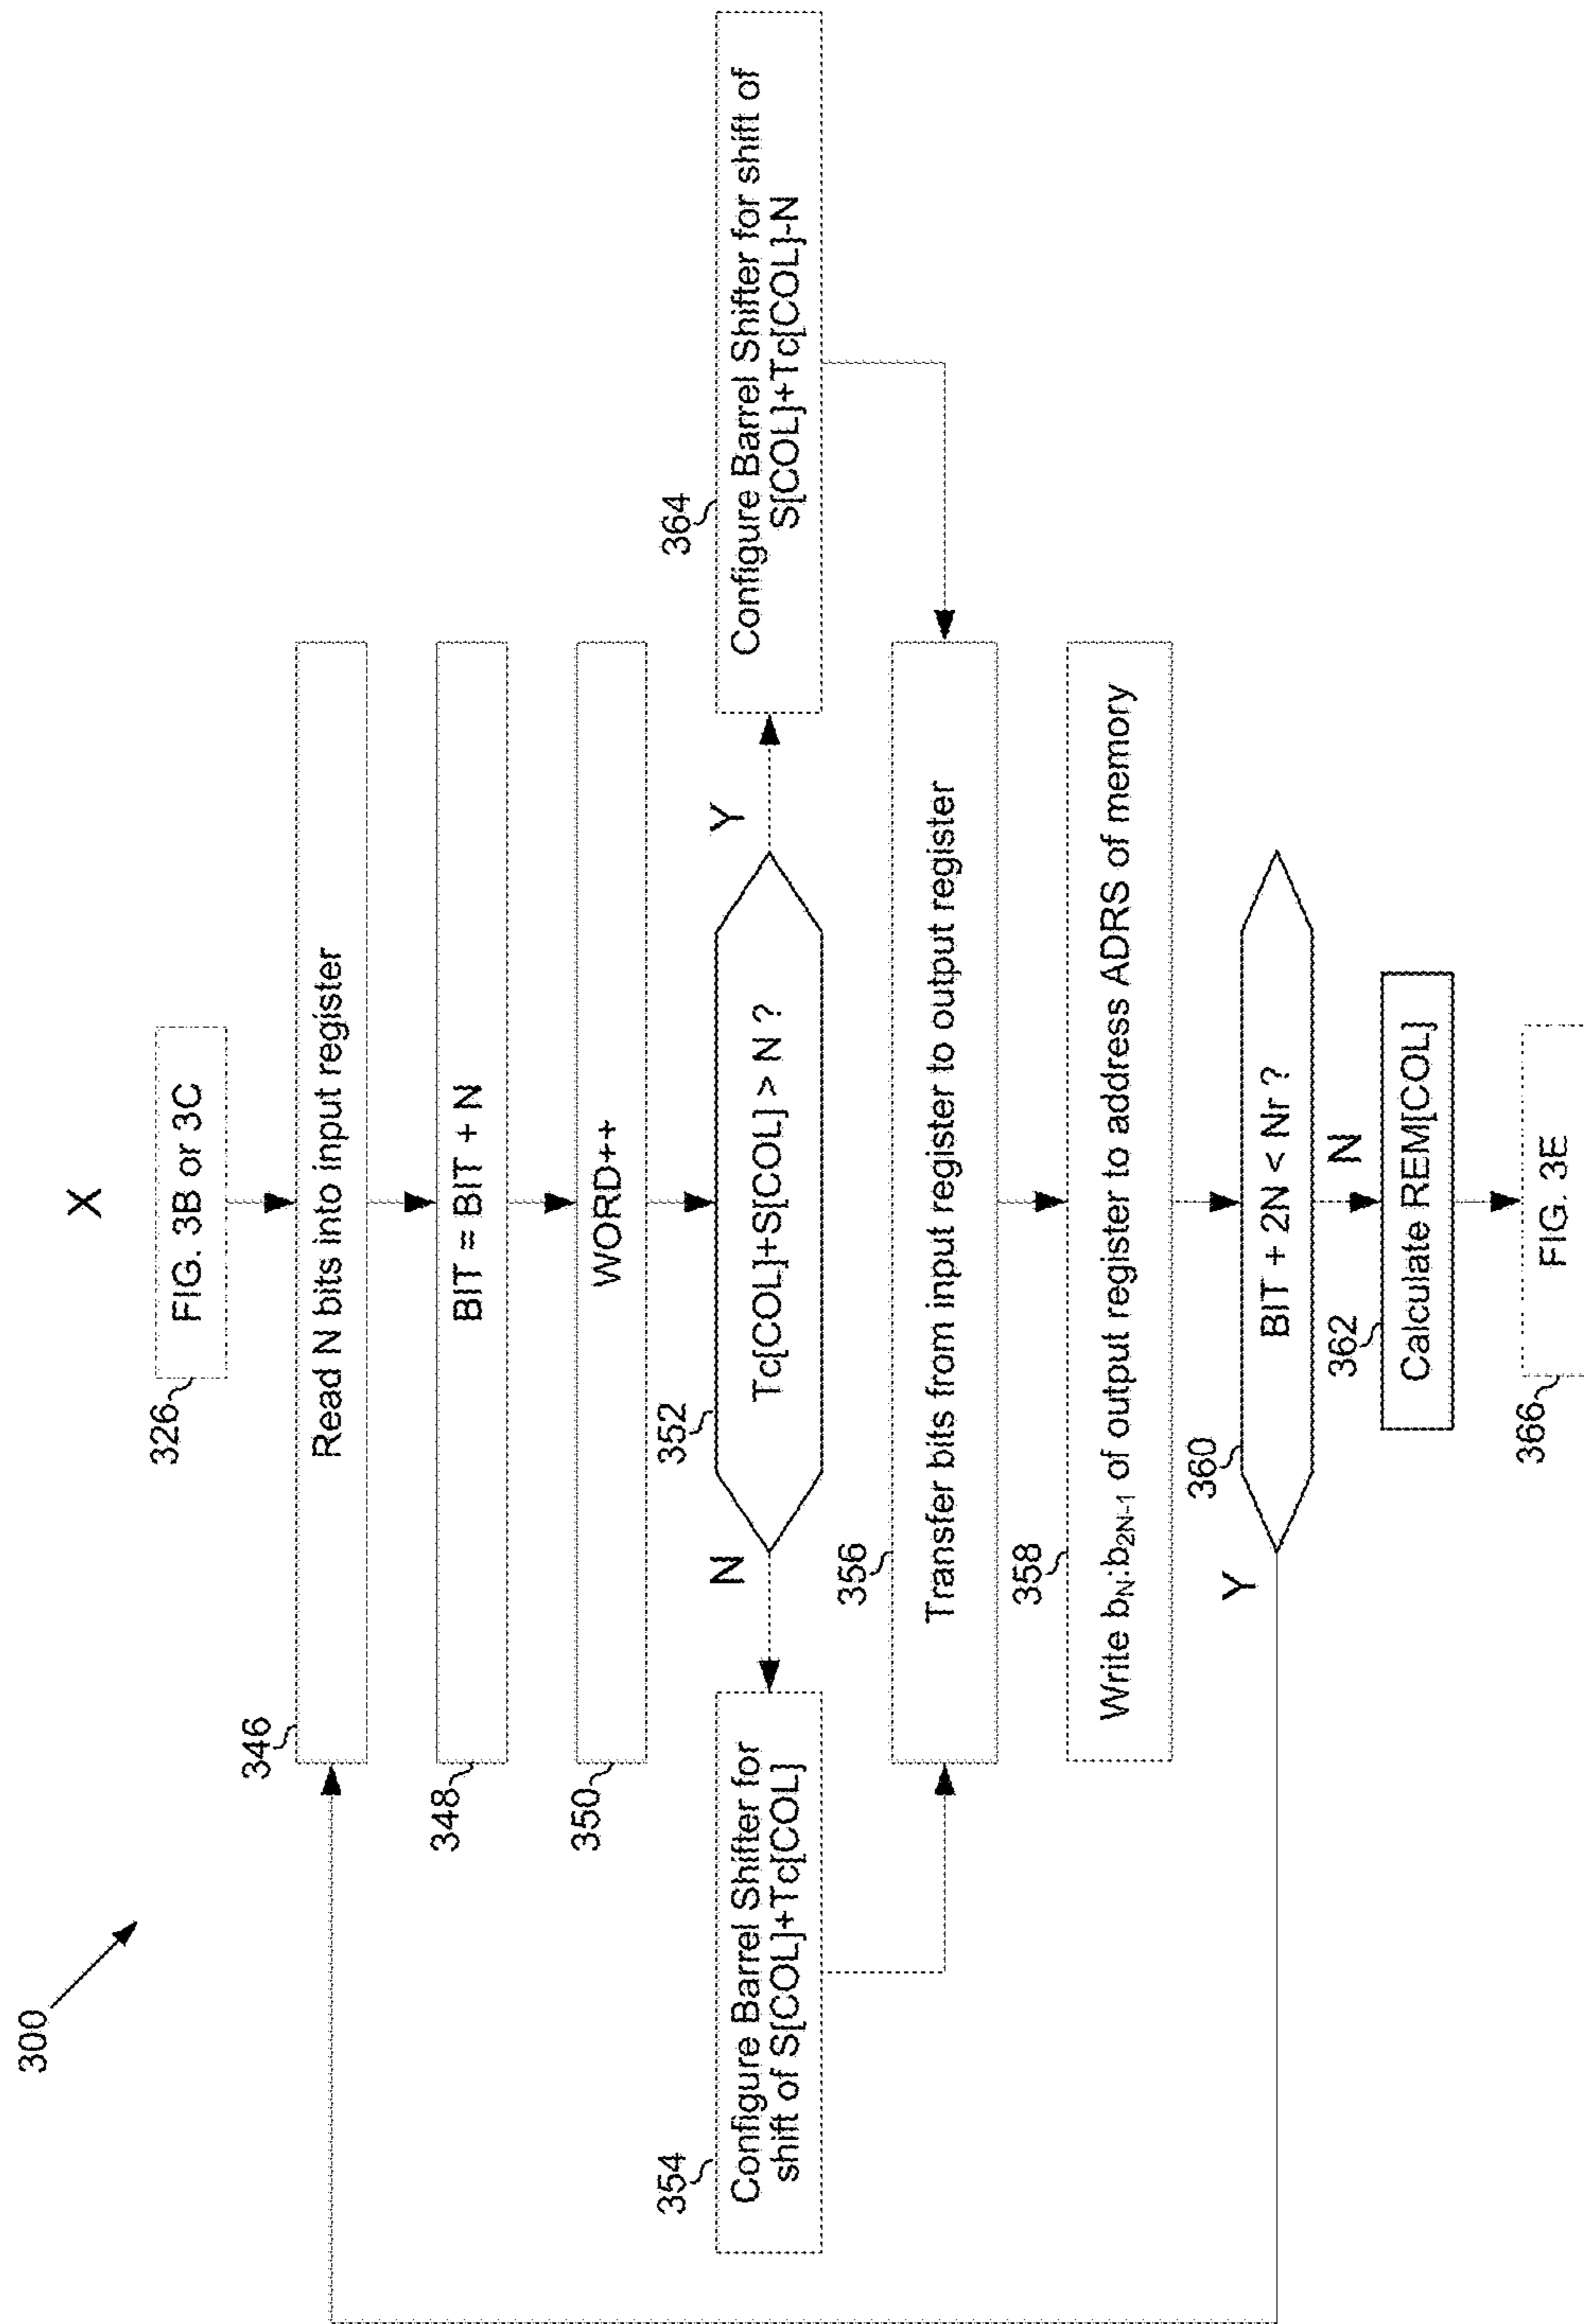 300
X
326
FIG. 3B or 3C
346
Read N bits into input register
348
BIT = BIT + N
350
WORD++
352
Tc[COL]+S[COL] > N ?
N
Y
354
Configure Barrel Shifter for
shift of S[COL]+Tc[COL]
364
Configure Barrel Shifter for shift of
S[COL]+Tc[COL]-N
356
Transfer bits from input register to output register
358
Write bN:b2N-1 of output register to address ADRS of memory
360
BIT + 2N < Nr ?
Y
N
362
Calculate REM[COL]
366
FIG. 3E